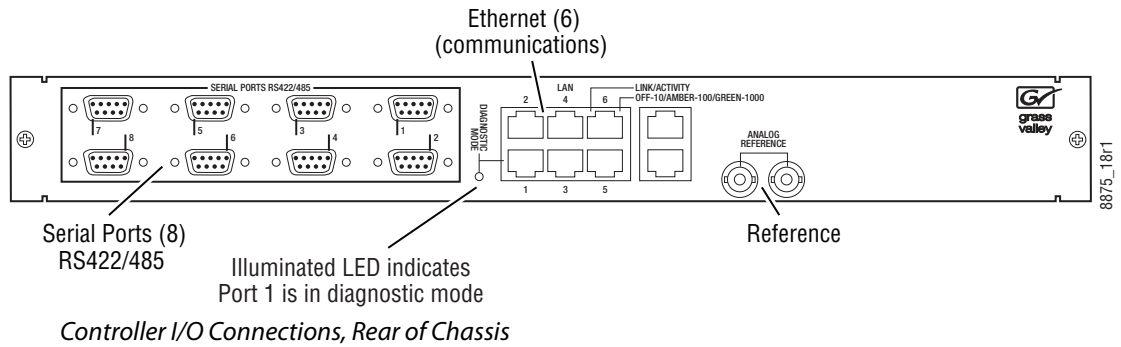 Ethernet (6)
(communications)
SERIAL PORTS RS422/485
LAN
LINK/ACTIVITY
OFF-10/AMBER-100/GREEN-1000
2 4 6
7 5 3 1
8 6 4 2
DIAGNOSTIC
MODE
1 3 5
ANALOG
REFERENCE
GV
grass
valley
8875_18r1
Serial Ports (8)
RS422/485
Illuminated LED indicates
Port 1 is in diagnostic mode
Reference
Controller I/O Connections, Rear of Chassis